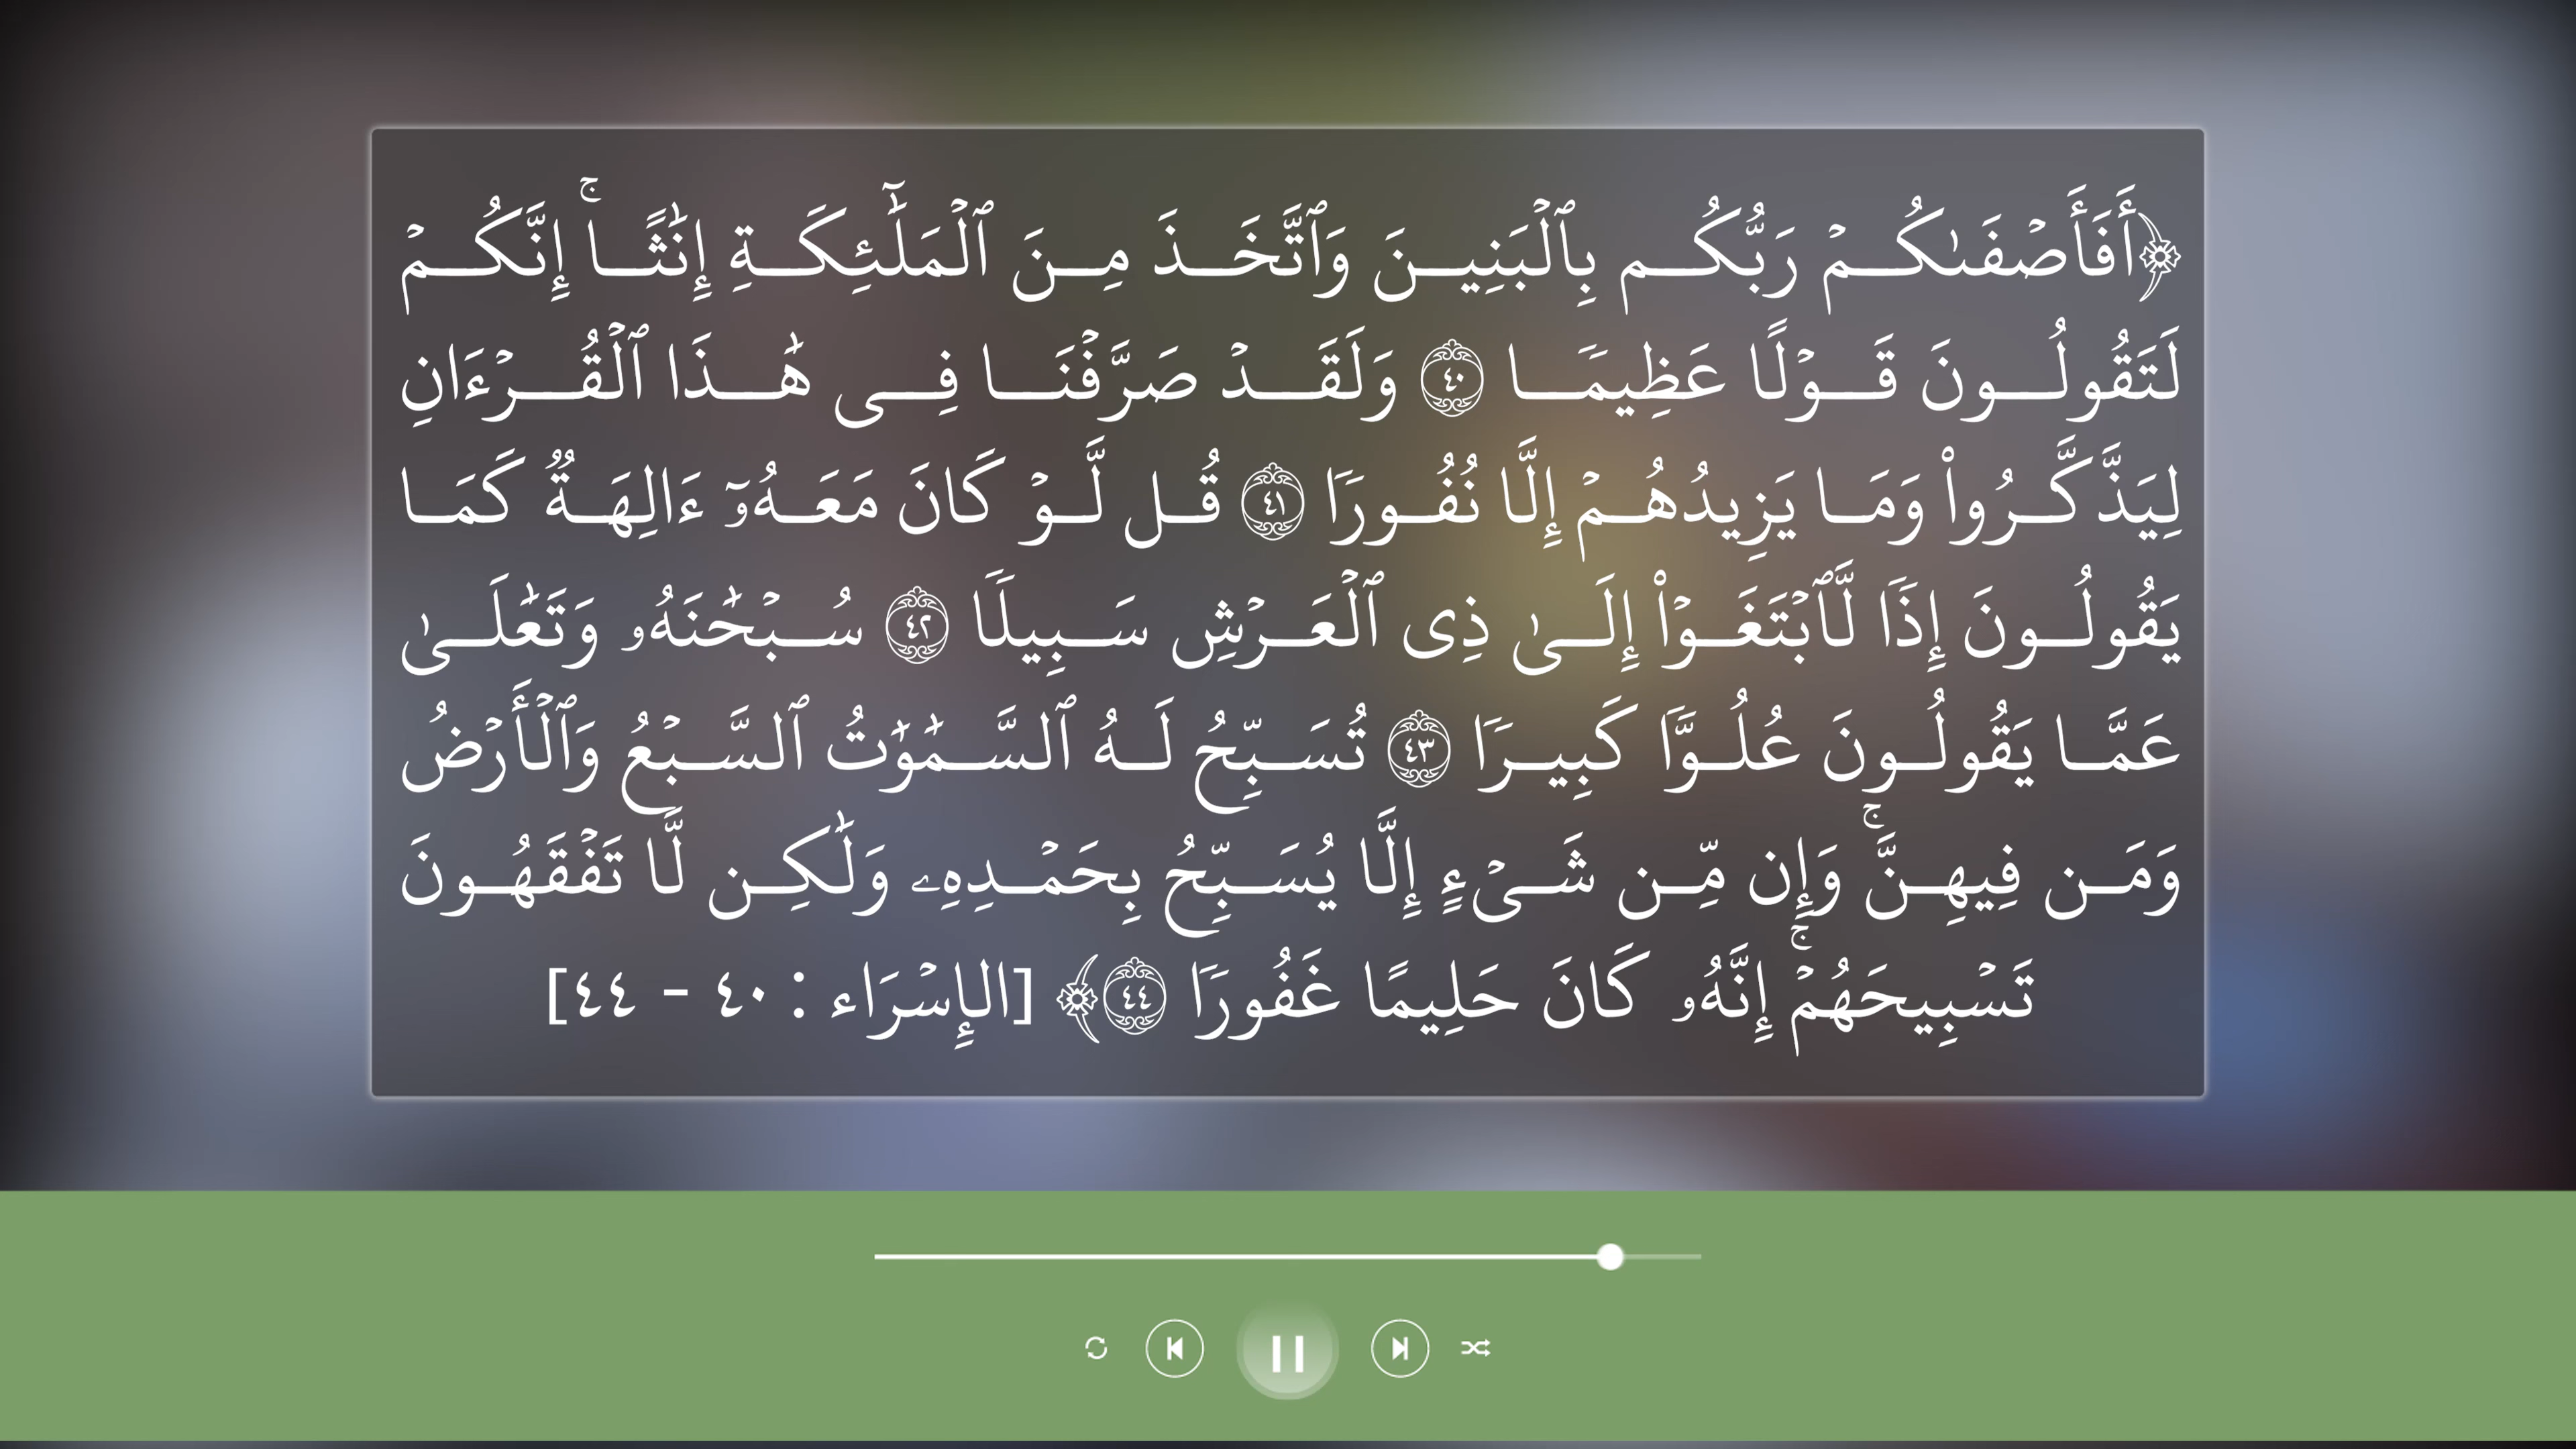 ﴿أَفَأَصۡفَىٰكُمۡ رَبُّكُم بِٱلۡبَنِينَ وَٱتَّخَذَ مِنَ ٱلۡمَلَٰٓئِكَةِ إِنَٰثًاۚ إِنَّكُمۡ
لَتَقُولُونَ قَوۡلًا عَظِيمٗا ٤٠ وَلَقَدۡ صَرَّفۡنَا فِى هَٰذَا ٱلۡقُرۡءَانِ
لِيَذَّكَّرُواْ وَمَا يَزِيدُهُمۡ إِلَّا نُفُورٗا ٤١ قُل لَّوۡ كَانَ مَعَهُۥٓ ءَالِهَةٞ كَمَا
يَقُولُونَ إِذٗا لَّٱبۡتَغَوۡاْ إِلَىٰ ذِى ٱلۡعَرۡشِ سَبِيلٗا ٤٢ سُبۡحَٰنَهُۥ وَتَعَٰلَىٰ
عَمَّا يَقُولُونَ عُلُوّٗا كَبِيرٗا ٤٣ تُسَبِّحُ لَهُ ٱلسَّمَٰوَٰتُ ٱلسَّبۡعُ وَٱلۡأَرۡضُ
وَمَن فِيهِنَّۚ وَإِن مِّن شَىۡءٍ إِلَّا يُسَبِّحُ بِحَمۡدِهِۦ وَلَٰكِن لَّا تَفۡقَهُونَ
تَسۡبِيحَهُمۡۚ إِنَّهُۥ كَانَ حَلِيمًا غَفُورٗا ٤٤﴾ [الإِسۡرَاء : ٤٠ - ٤٤]